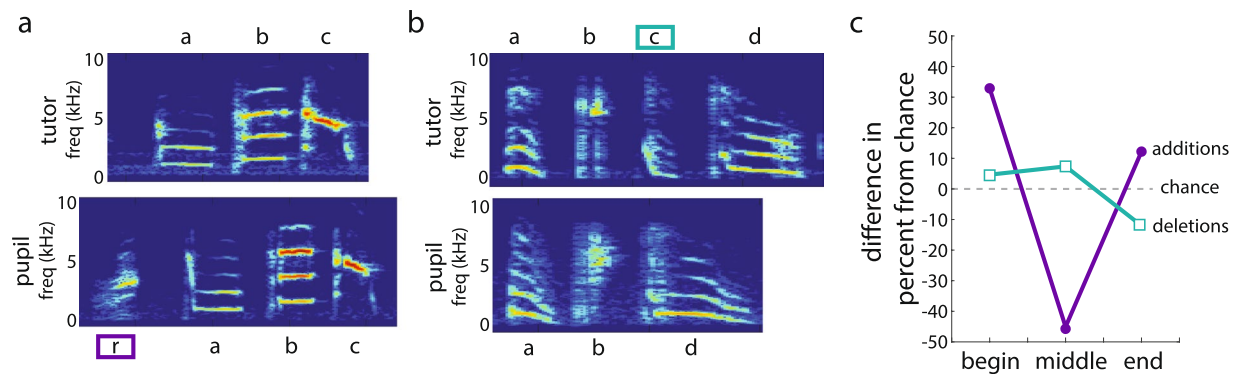 a
a b c
10
5
0
tutor
freq (kHz)
10
5
0
pupil
freq (kHz)
r a b c
b
a b c d
10
5
0
tutor
freq (kHz)
10
5
0
pupil
freq (kHz)
a b d
c
50
40
30
20
10
0
-10
-20
-30
-40
-50
difference in
percent from chance
additions
chance
deletions
begin middle end